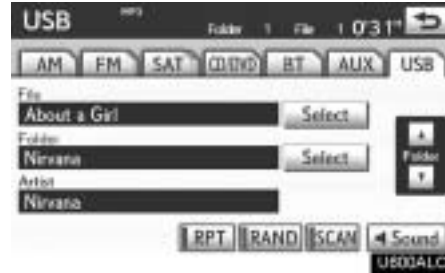 USB MP3 Folder 1 File 1 0'31"
AM FM SAT CD/DVD BT AUX USB
File
About a Girl Select
Folder
Nirvana Select
Folder
Artist
Nirvana
RPT RAND SCAN Sound
U600ALC